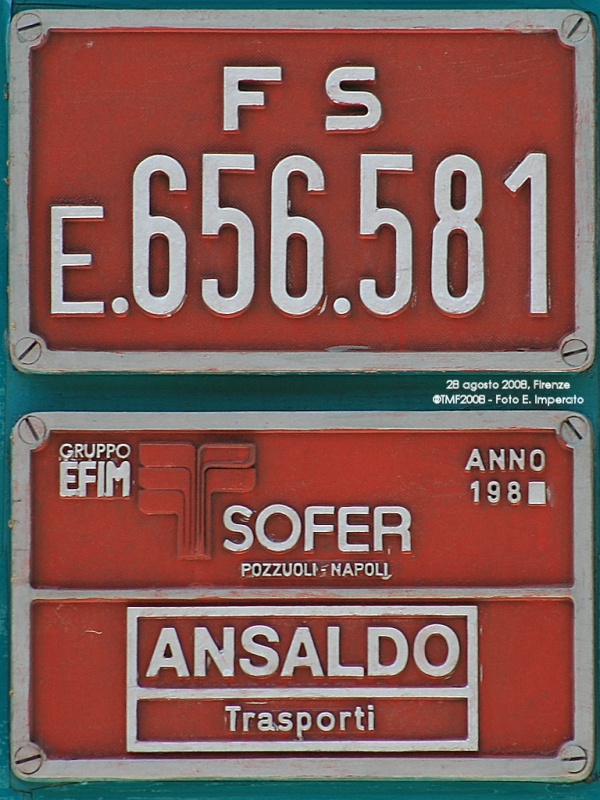 F S
E.656.581
28 agosto 2008, Firenze
©TMF2008 - Foto E. Imperato
GRUPPO
EFIM
SOFER
POZZUOLI-NAPOLI
ANNO
198
ANSALDO
Trasporti